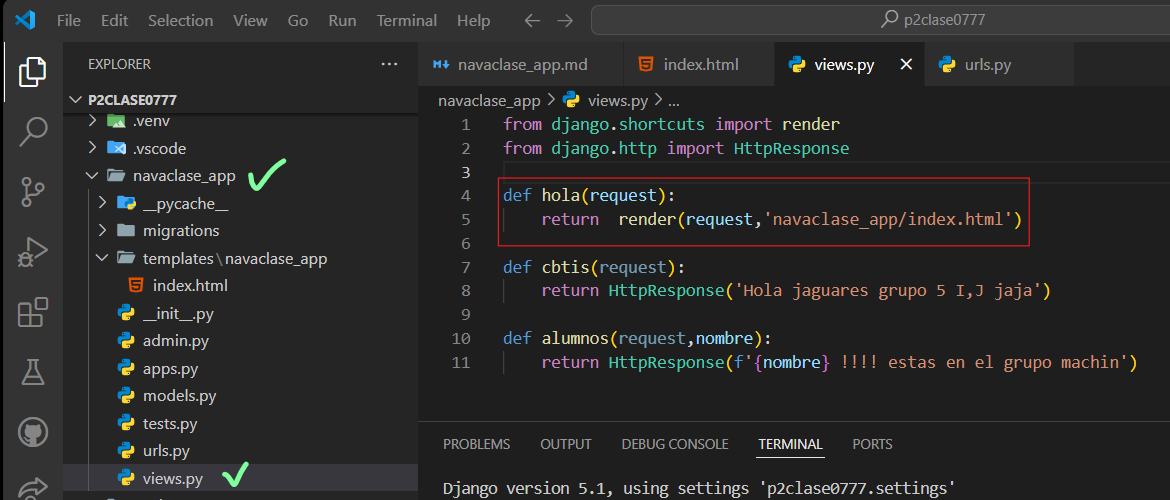 File Edit Selection View Go Run Terminal Help p2clase0777
EXPLORER ...
navaclase_app.md index.html views.py urls.py
P2CLASE0777
.venv
.vscode
navaclase_app
__pycache__
migrations
templates\navaclase_app
index.html
__init__.py
admin.py
apps.py
models.py
tests.py
urls.py
views.py
navaclase_app > views.py > ...
1 from django.shortcuts import render
2 from django.http import HttpResponse
3
4 def hola(request):
5 return  render(request,'navaclase_app/index.html')
6
7 def cbtis(request):
8 return HttpResponse('Hola jaguares grupo 5 I,J jaja')
9
10 def alumnos(request,nombre):
11 return HttpResponse(f'{nombre} !!!! estas en el grupo machin')
PROBLEMS OUTPUT DEBUG CONSOLE TERMINAL PORTS
Django version 5.1, using settings 'p2clase0777.settings'